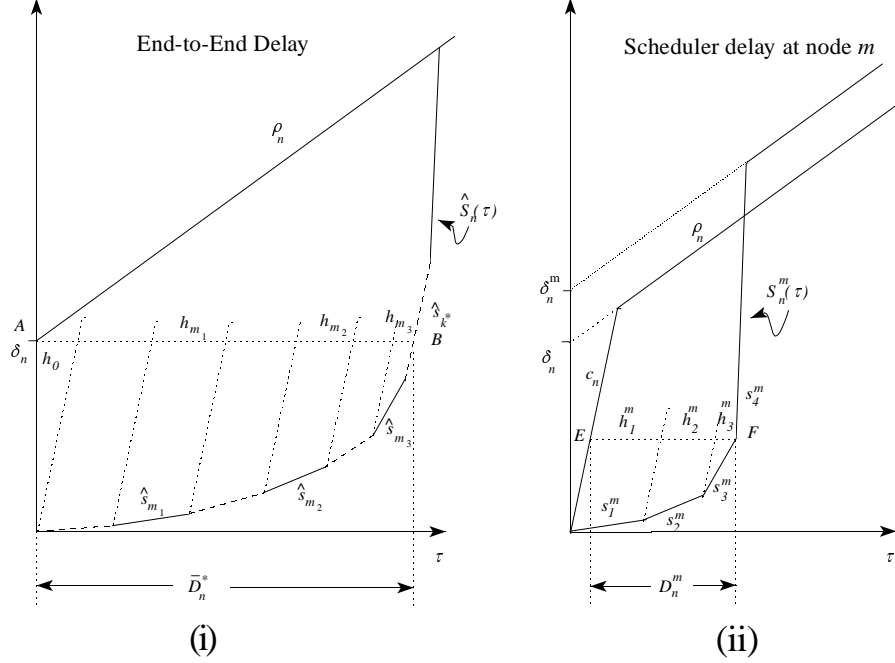 End-to-End Delay
ρ_n
Ŝ_n(τ)
A
δ_n
h_0
h_{m_1}
h_{m_2}
h_{m_3}
ŝ_{k*}
B
ŝ_{m_1}
ŝ_{m_2}
ŝ_{m_3}
τ
D̄_n^*
(i)
Scheduler delay at node m
ρ_n
δ_n^m
S_n^m(τ)
δ_n
c_n
s_4^m
E
h_1^m
h_2^m
h_3^m
F
s_1^m
s_2^m
s_3^m
τ
D_n^m
(ii)